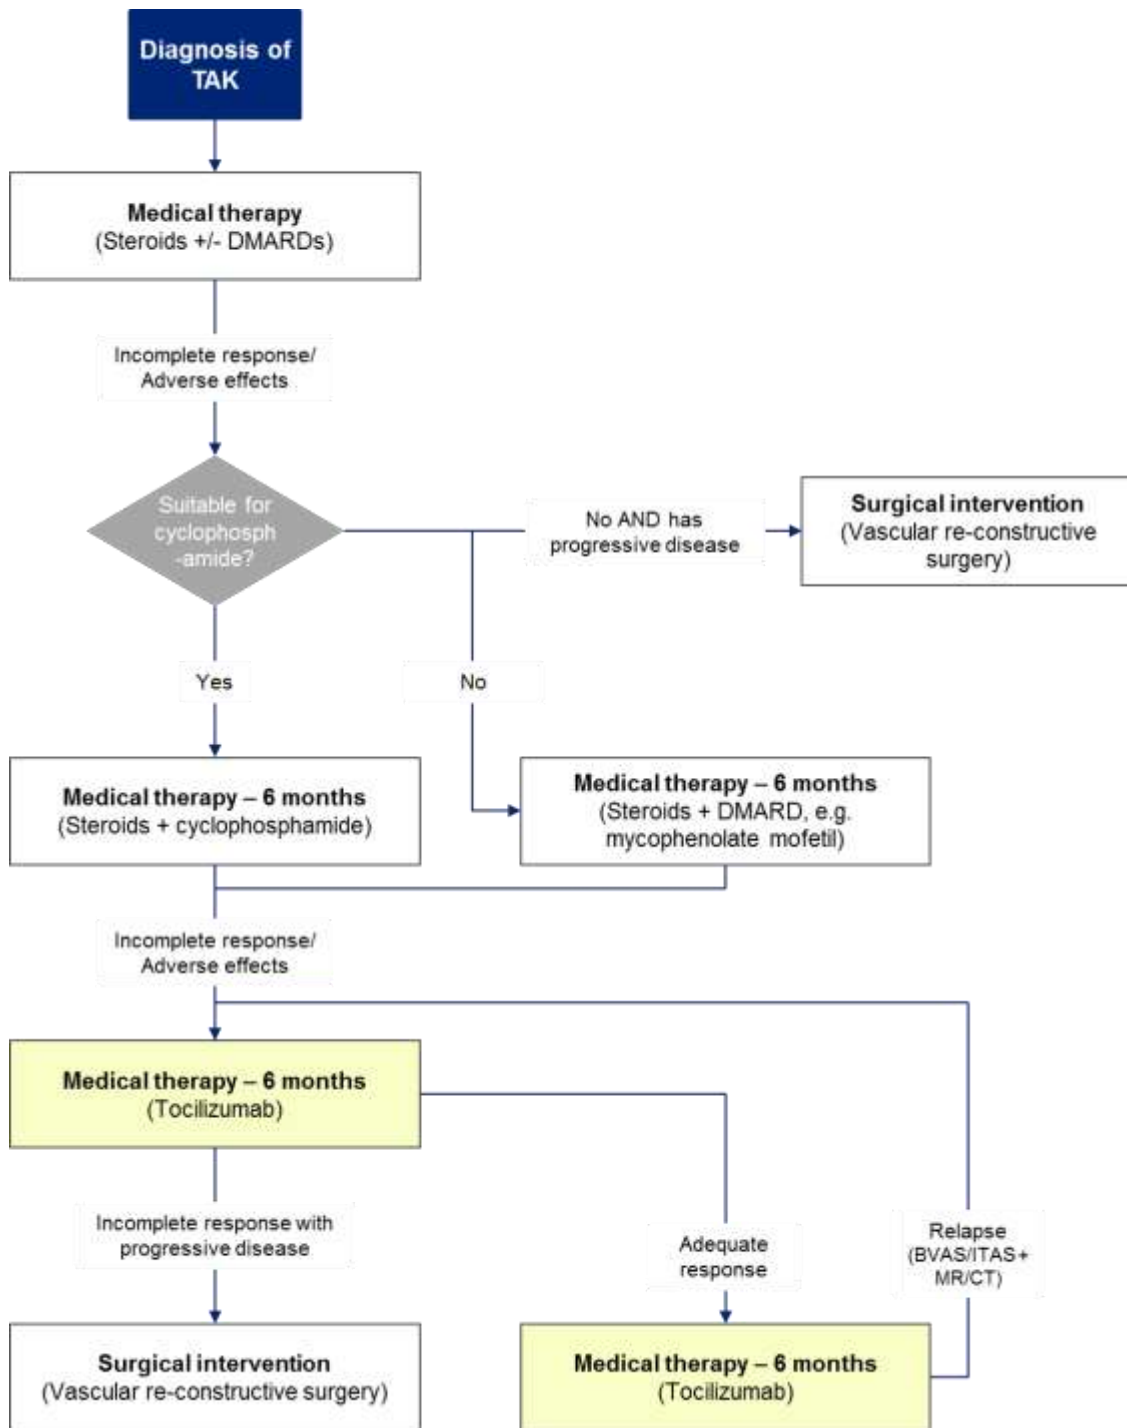 Diagnosis of
TAK
Medical therapy
(Steroids +/- DMARDs)
Incomplete response/
Adverse effects
Suitable for
cyclophosph
-amide?
No AND has
progressive disease
Surgical intervention
(Vascular re-constructive
surgery)
Yes
No
Medical therapy – 6 months
(Steroids + cyclophosphamide)
Medical therapy – 6 months
(Steroids + DMARD, e.g.
mycophenolate mofetil)
Incomplete response/
Adverse effects
Medical therapy – 6 months
(Tocilizumab)
Incomplete response with
progressive disease
Adequate
response
Relapse
(BVAS/ITAS+
MR/CT)
Surgical intervention
(Vascular re-constructive surgery)
Medical therapy – 6 months
(Tocilizumab)